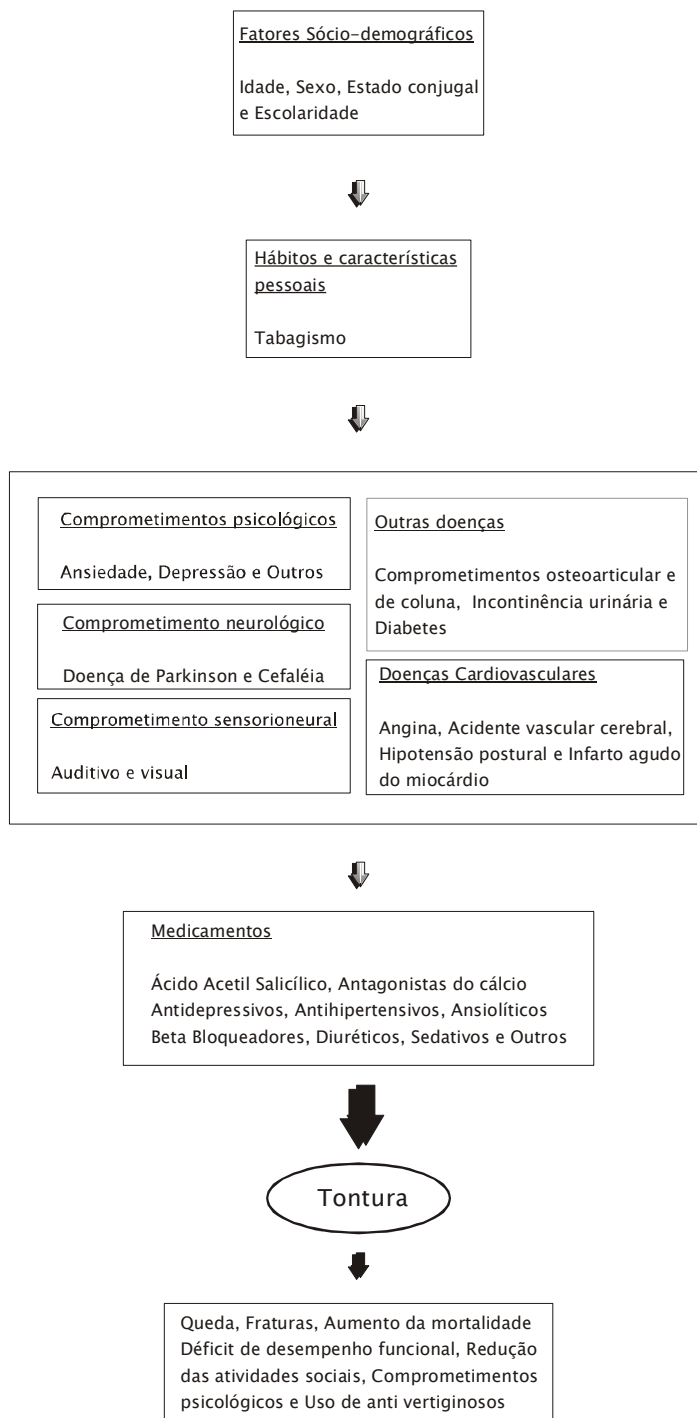 Fatores Sócio-demográficos
Idade, Sexo, Estado conjugal
e Escolaridade
Hábitos e características
pessoais
Tabagismo
Comprometimentos psicológicos
Ansiedade, Depressão e Outros
Comprometimento neurológico
Doença de Parkinson e Cefaléia
Comprometimento sensorioneural
Auditivo e visual
Outras doenças
Comprometimentos osteoarticular e
de coluna, Incontinência urinária e
Diabetes
Doenças Cardiovasculares
Angina, Acidente vascular cerebral,
Hipotensão postural e Infarto agudo
do miocárdio
Medicamentos
Ácido Acetil Salicílico, Antagonistas do cálcio
Antidepressivos, Antihipertensivos, Ansiolíticos
Beta Bloqueadores, Diuréticos, Sedativos e Outros
Tontura
Queda, Fraturas, Aumento da mortalidade
Déficit de desempenho funcional, Redução
das atividades sociais, Comprometimentos
psicológicos e Uso de anti vertiginosos